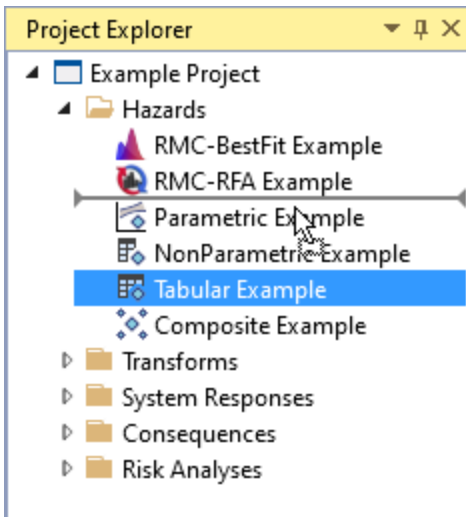 Project Explorer
Example Project
Hazards
RMC-BestFit Example
RMC-RFA Example
Parametric Example
NonParametric Example
Tabular Example
Composite Example
Transforms
System Responses
Consequences
Risk Analyses